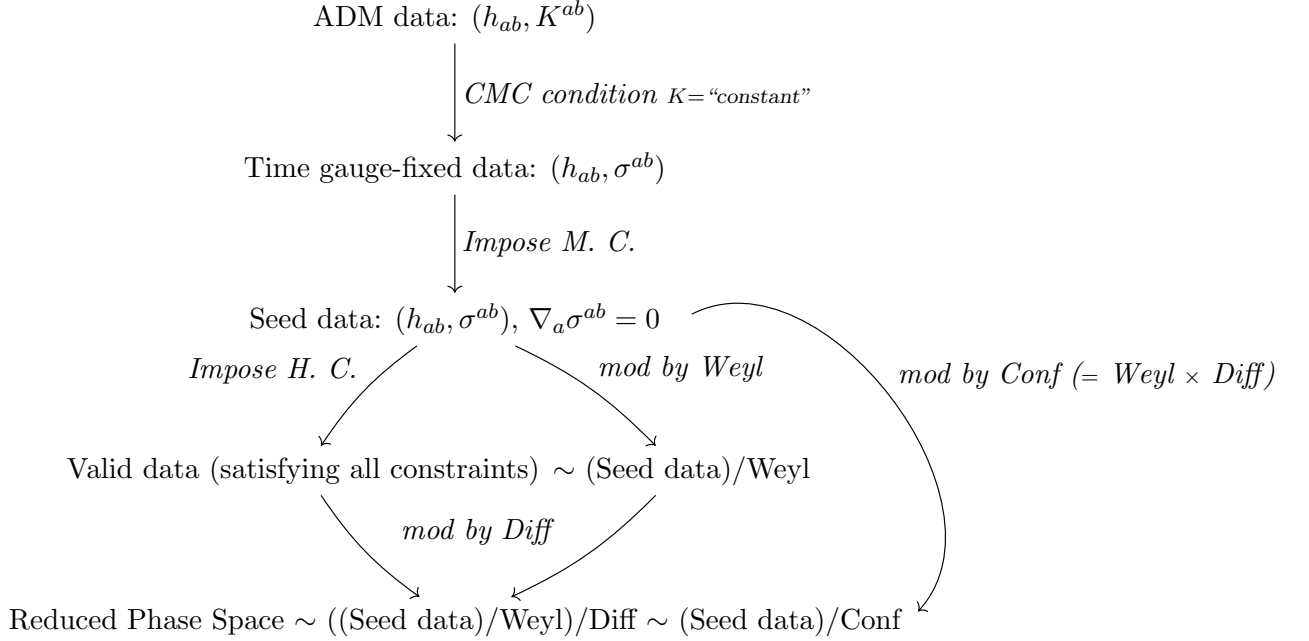 ADM data: (h_{ab}, K^{ab})
CMC condition K=“constant”
Time gauge-fixed data: (h_{ab}, σ^{ab})
Impose M. C.
Seed data: (h_{ab}, σ^{ab}), ∇_aσ^{ab} = 0
Impose H. C.
mod by Weyl
mod by Conf (= Weyl × Diff)
Valid data (satisfying all constraints) ∼ (Seed data)/Weyl
mod by Diff
Reduced Phase Space ∼ ((Seed data)/Weyl)/Diff ∼ (Seed data)/Conf